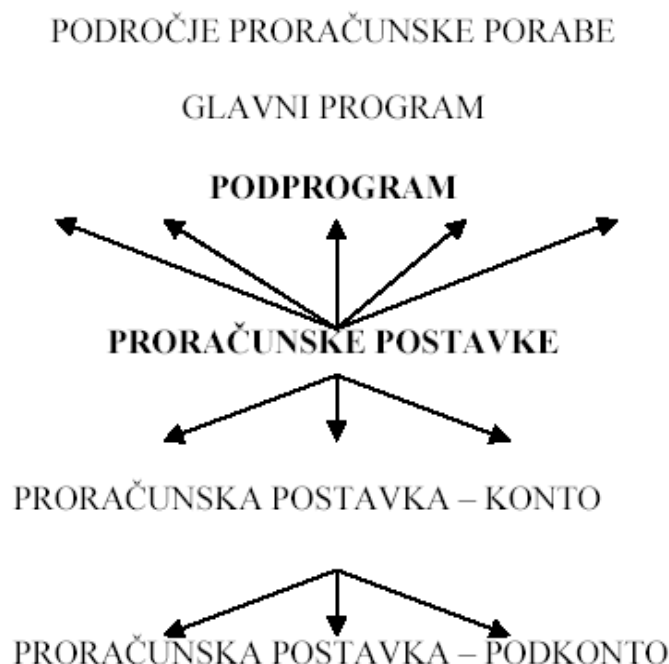 PODROČJE PRORAČUNSKE PORABE
GLAVNI PROGRAM
PODPROGRAM
PRORAČUNSKE POSTAVKE
PRORAČUNSKA POSTAVKA – KONTO
PRORAČUNSKA POSTAVKA – PODKONTO